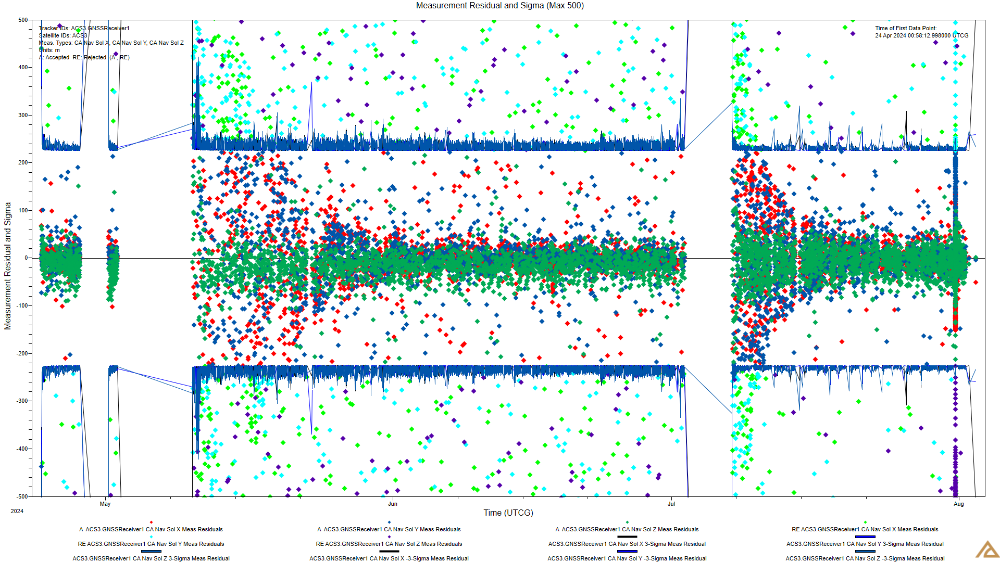 Measurement Residual and Sigma (Max 500)
Tracker IDs: ACS3.GNSSReceiver1
Satellite IDs: ACS3
Meas. Types: CA Nav Sol X, CA Nav Sol Y, CA Nav Sol Z
Units: m
A: Accepted  RE: Rejected  (A , RE)
Time of First Data Point:
24 Apr 2024 00:58:12.998000 UTCG
Measurement Residual and Sigma
500
400
300
200
100
0
-100
-200
-300
-400
-500
May
Jun
Jul
Aug
2024
Time (UTCG)
A  ACS3.GNSSReceiver1 CA Nav Sol X Meas Residuals
A  ACS3.GNSSReceiver1 CA Nav Sol Y Meas Residuals
A  ACS3.GNSSReceiver1 CA Nav Sol Z Meas Residuals
RE ACS3.GNSSReceiver1 CA Nav Sol X Meas Residuals
RE ACS3.GNSSReceiver1 CA Nav Sol Y Meas Residuals
RE ACS3.GNSSReceiver1 CA Nav Sol Z Meas Residuals
ACS3.GNSSReceiver1 CA Nav Sol X 3-Sigma Meas Residual
ACS3.GNSSReceiver1 CA Nav Sol Y 3-Sigma Meas Residual
ACS3.GNSSReceiver1 CA Nav Sol Z 3-Sigma Meas Residual
ACS3.GNSSReceiver1 CA Nav Sol X -3-Sigma Meas Residual
ACS3.GNSSReceiver1 CA Nav Sol Y -3-Sigma Meas Residual
ACS3.GNSSReceiver1 CA Nav Sol Z -3-Sigma Meas Residual